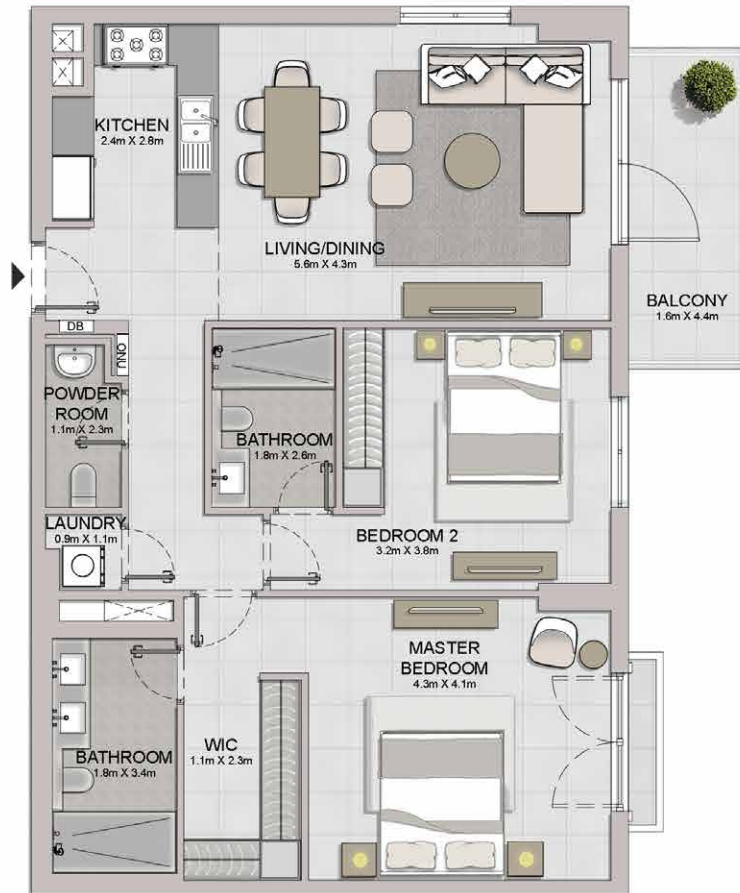 KITCHEN
2.4m X 2.8m
LIVING/DINING
5.6m X 4.3m
BALCONY
1.6m X 4.4m
DB
ONU
POWDER
ROOM
1.1m X 2.3m
BATHROOM
1.8m X 2.6m
LAUNDRY
0.9m X 1.1m
BEDROOM 2
3.2m X 3.8m
MASTER
BEDROOM
4.3m X 4.1m
WIC
1.1m X 2.3m
BATHROOM
1.8m X 3.4m